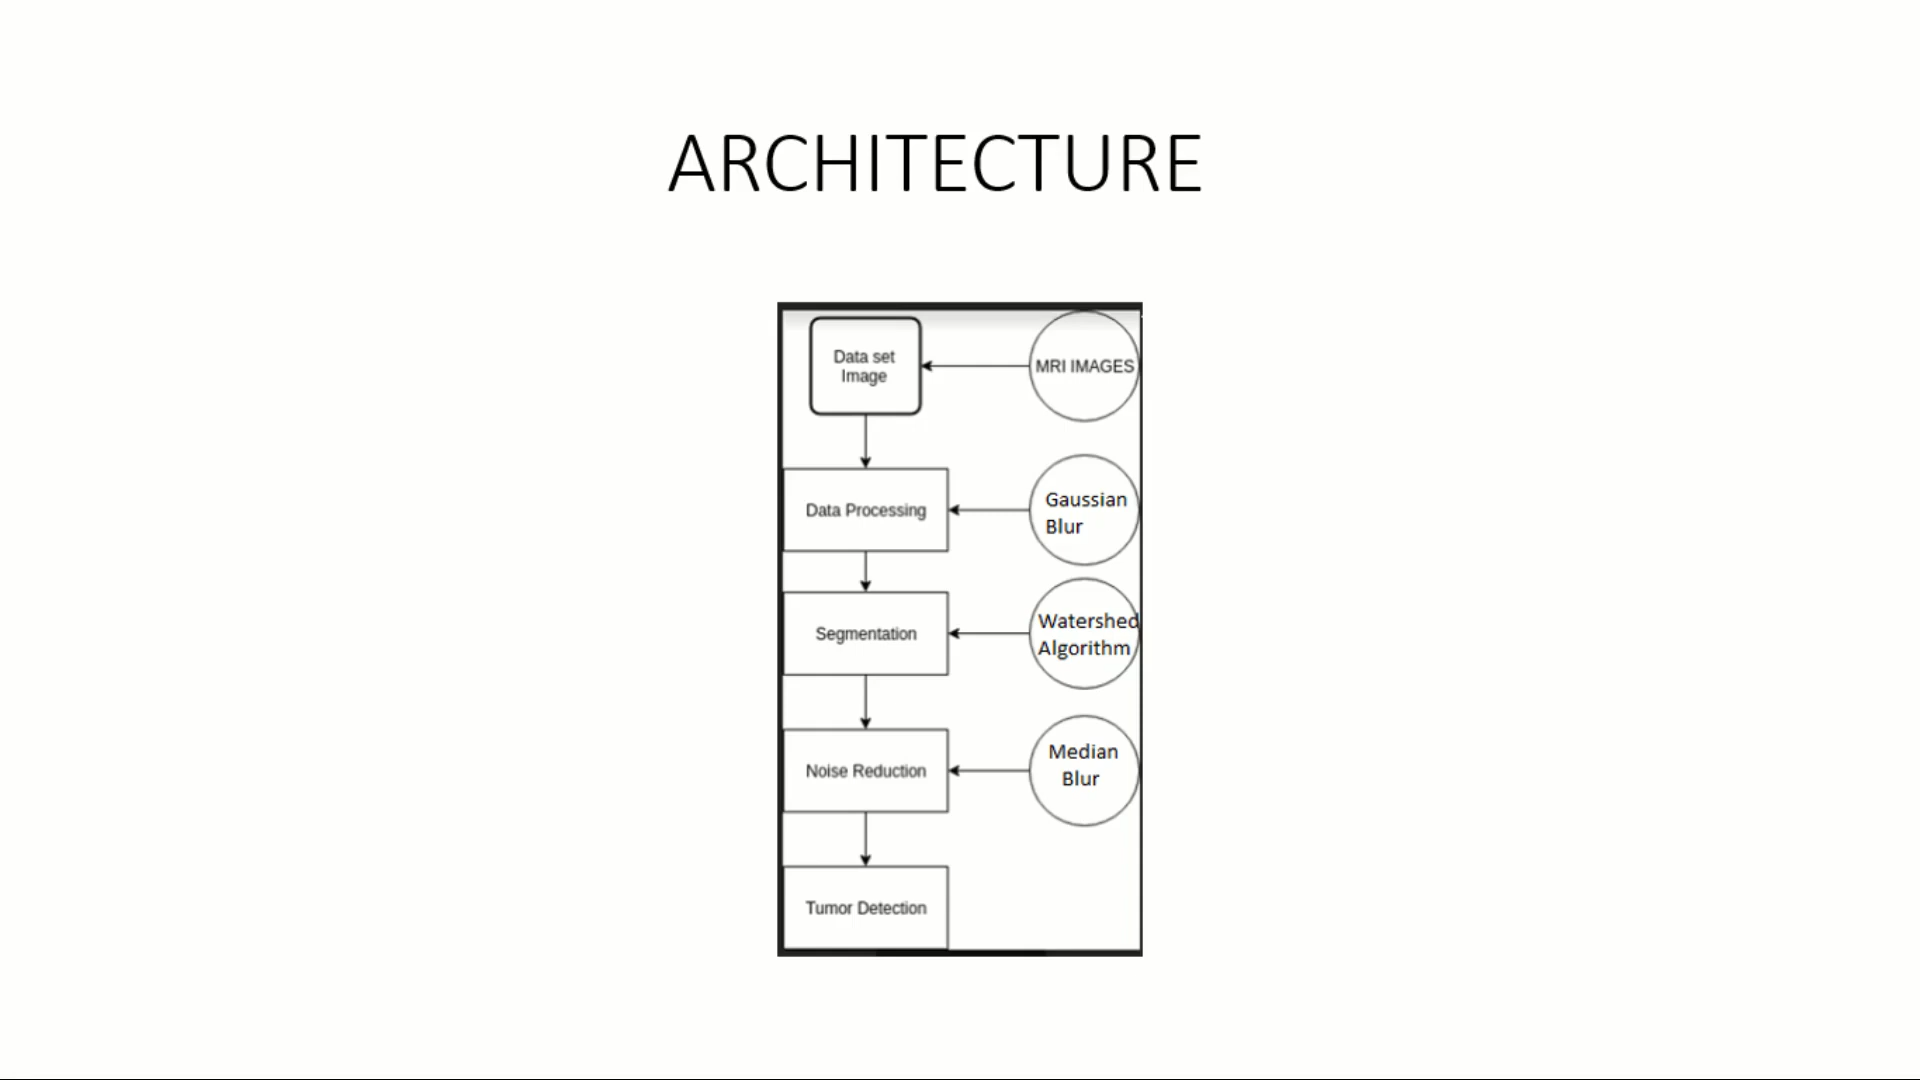 ARCHITECTURE
Data set
Image
MRI IMAGES
Data Processing
Gaussian
Blur
Segmentation
Watershed
Algorithm
Noise Reduction
Median
Blur
Tumor Detection